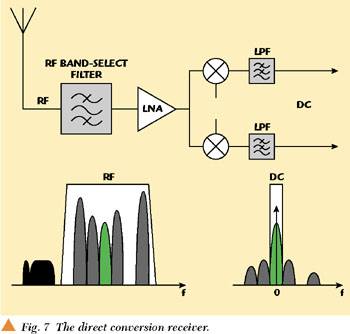 RF BAND-SELECT
FILTER
RF
LNA
LPF
DC
LPF
RF
DC
f
0
f
Fig. 7 The direct conversion receiver.